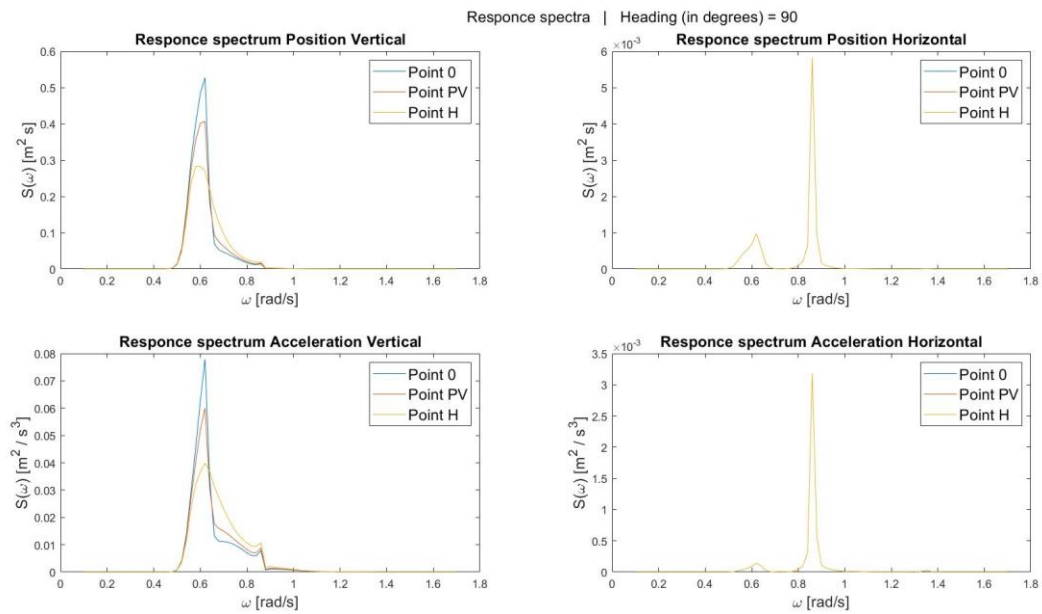 Responce spectra | Heading (in degrees) = 90
Responce spectrum Position Vertical
0.6
0.5
0.4
0.3
0.2
0.1
0
S(ω) [m² s]
Point 0
Point PV
Point H
0 0.2 0.4 0.6 0.8 1 1.2 1.4 1.6 1.8
ω [rad/s]
Responce spectrum Position Horizontal
×10⁻³
6
5
4
3
2
1
0
S(ω) [m² s]
Point 0
Point PV
Point H
0 0.2 0.4 0.6 0.8 1 1.2 1.4 1.6 1.8
ω [rad/s]
Responce spectrum Acceleration Vertical
0.08
0.07
0.06
0.05
0.04
0.03
0.02
0.01
0
S(ω) [m² / s³]
Point 0
Point PV
Point H
0 0.2 0.4 0.6 0.8 1 1.2 1.4 1.6 1.8
ω [rad/s]
Responce spectrum Acceleration Horizontal
×10⁻³
3.5
3
2.5
2
1.5
1
0.5
0
S(ω) [m² / s³]
Point 0
Point PV
Point H
0 0.2 0.4 0.6 0.8 1 1.2 1.4 1.6 1.8
ω [rad/s]